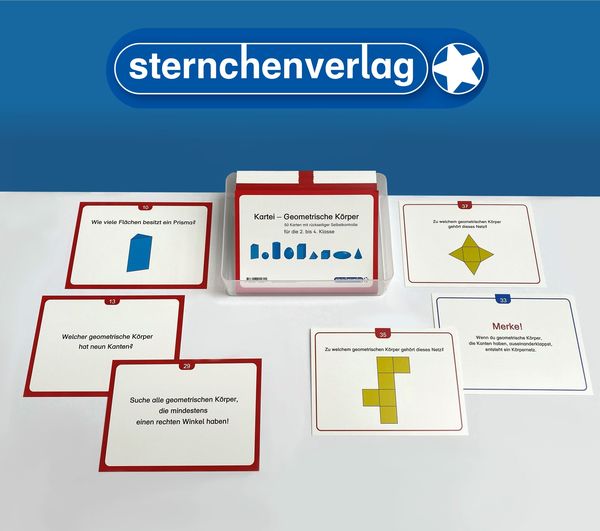 sternchenverlag
Kartei – Geometrische Körper
50 Karten mit rückseitiger Selbstkontrolle
für die 2. bis 4. Klasse
sternchenverlag
10
Wie viele Flächen besitzt ein Prisma?
13
Welcher geometrische Körper
hat neun Kanten?
29
Suche alle geometrischen Körper,
die mindestens
einen rechten Winkel haben!
37
Zu welchem geometrischen Körper
gehört dieses Netz?
33
Merke!
Wenn du geometrische Körper,
die Kanten haben, auseinanderklappst,
entsteht ein Körpernetz.
35
Zu welchem geometrischen Körper gehört dieses Netz?